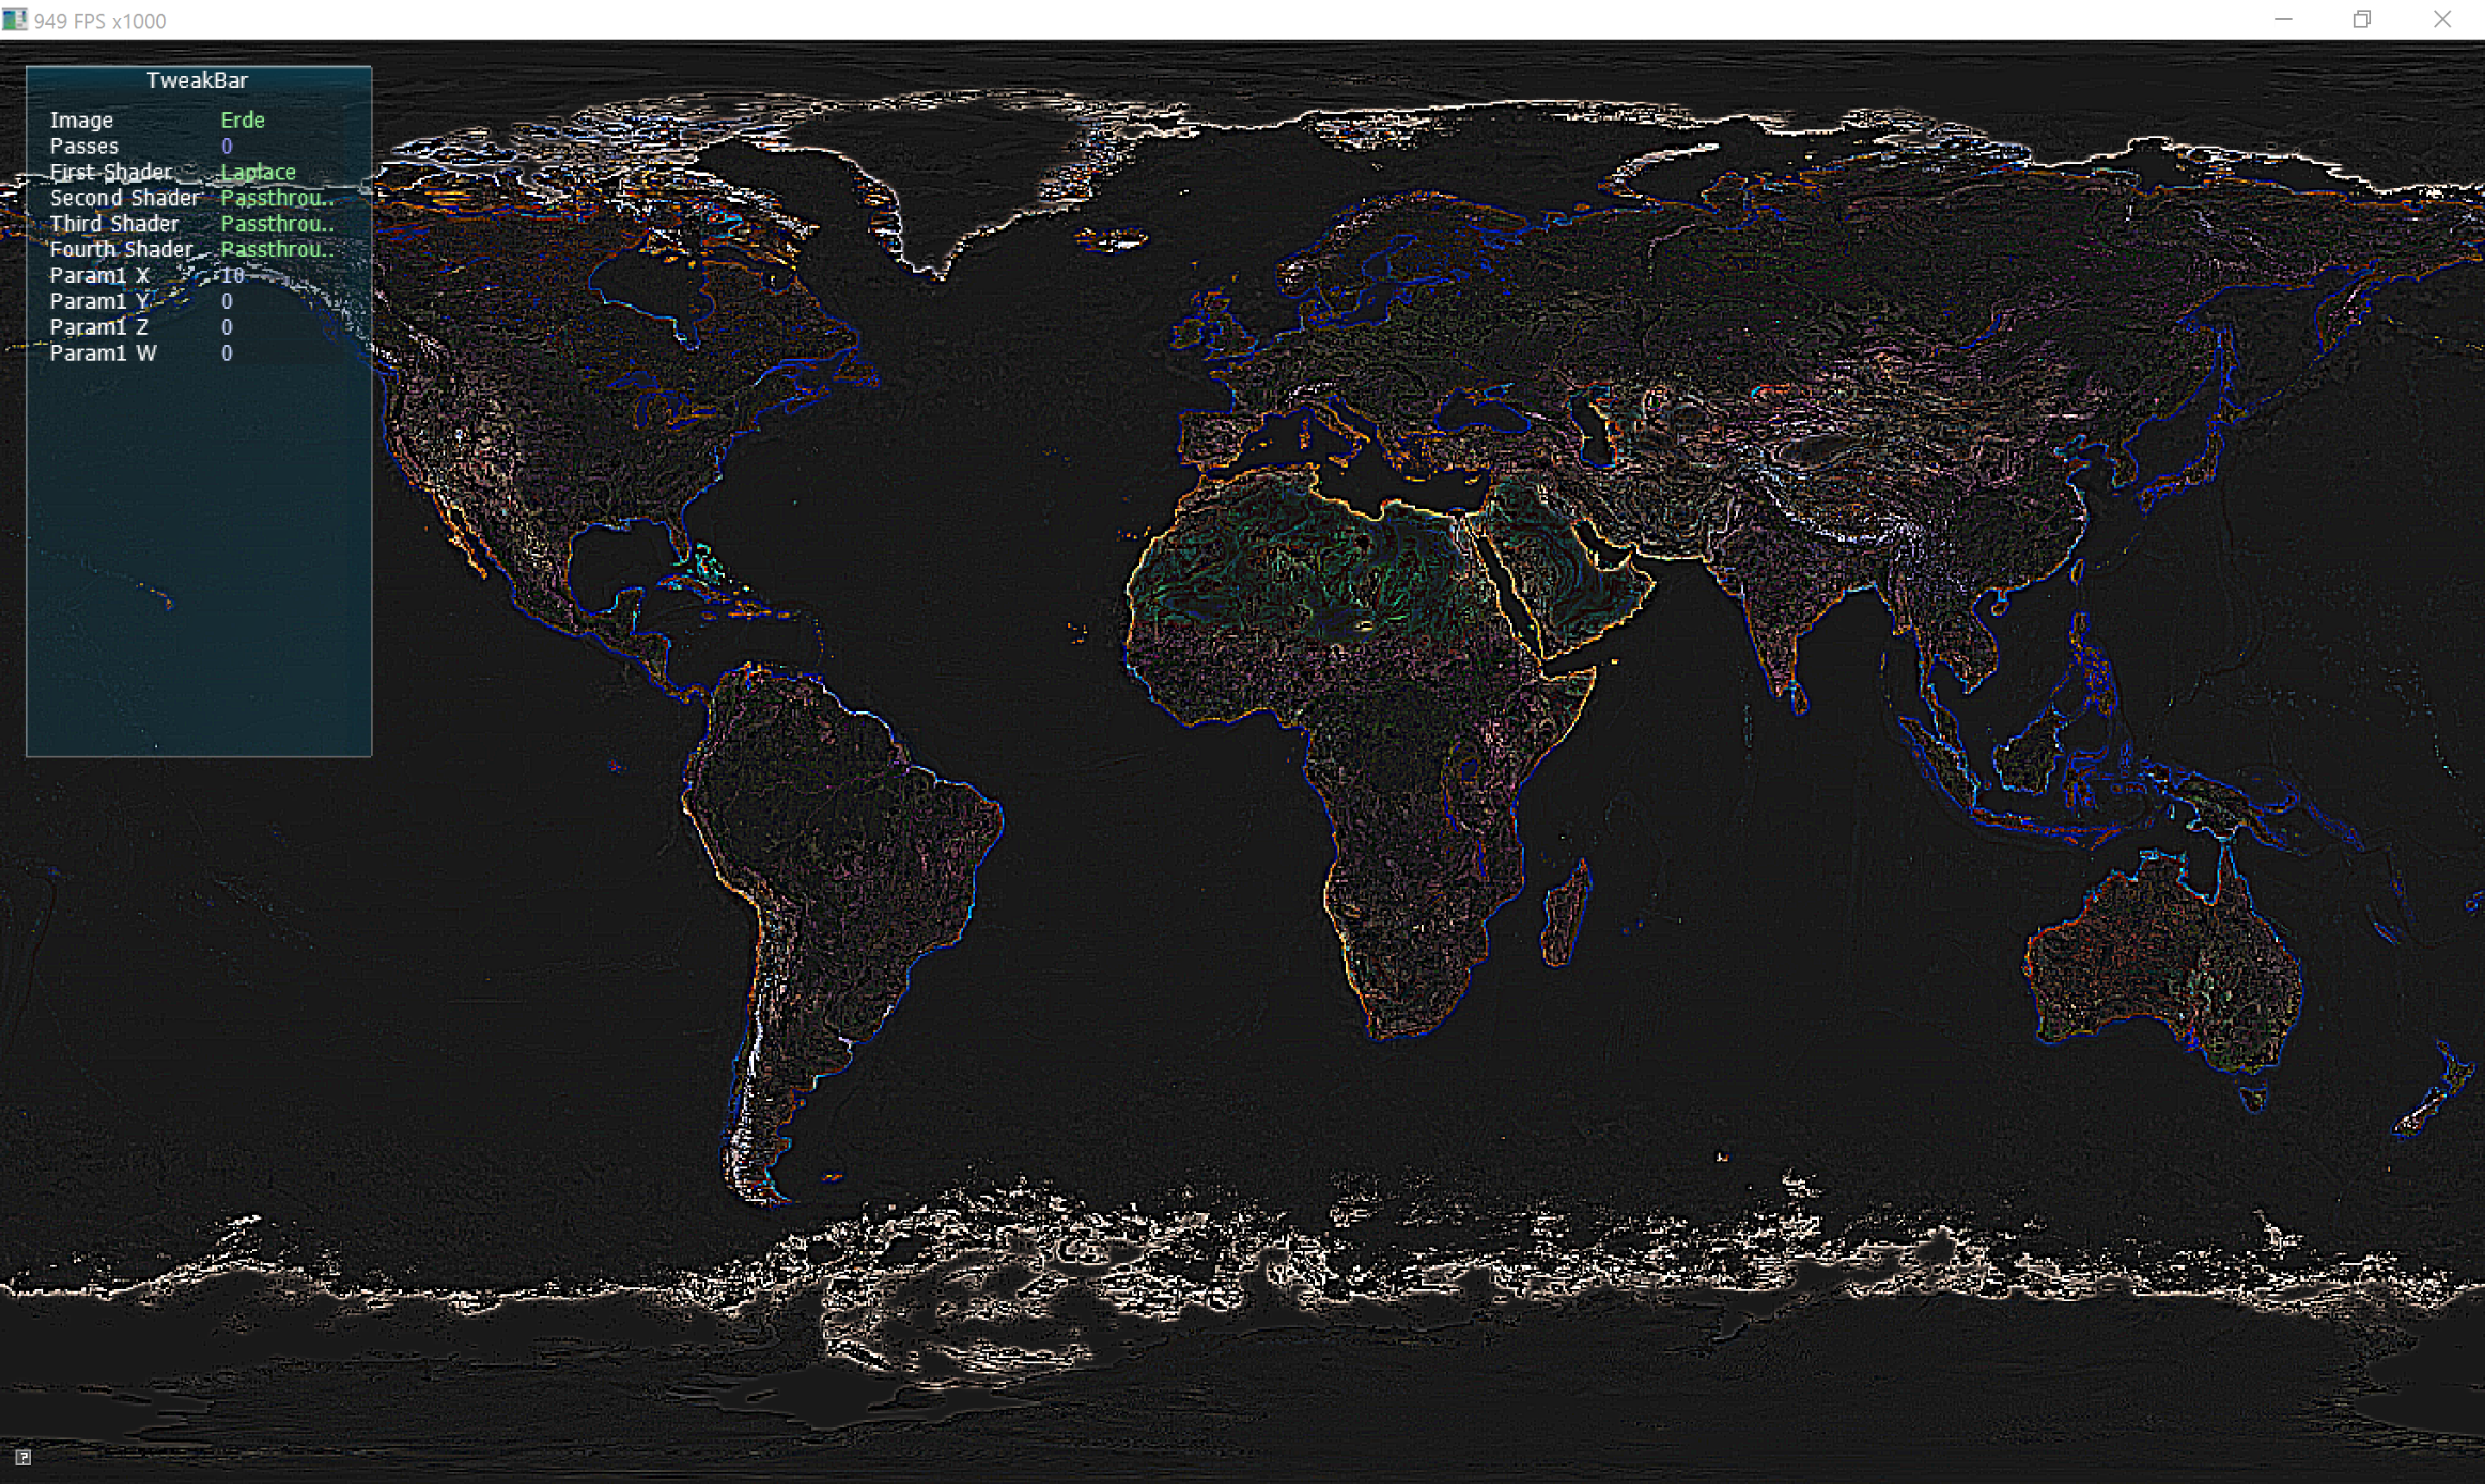 949 FPS x1000
TweakBar
Image Erde
Passes 0
First Shader Laplace
Second Shader Passthrou..
Third Shader Passthrou..
Fourth Shader Passthrou..
Param1 X 10
Param1 Y 0
Param1 Z 0
Param1 W 0
?